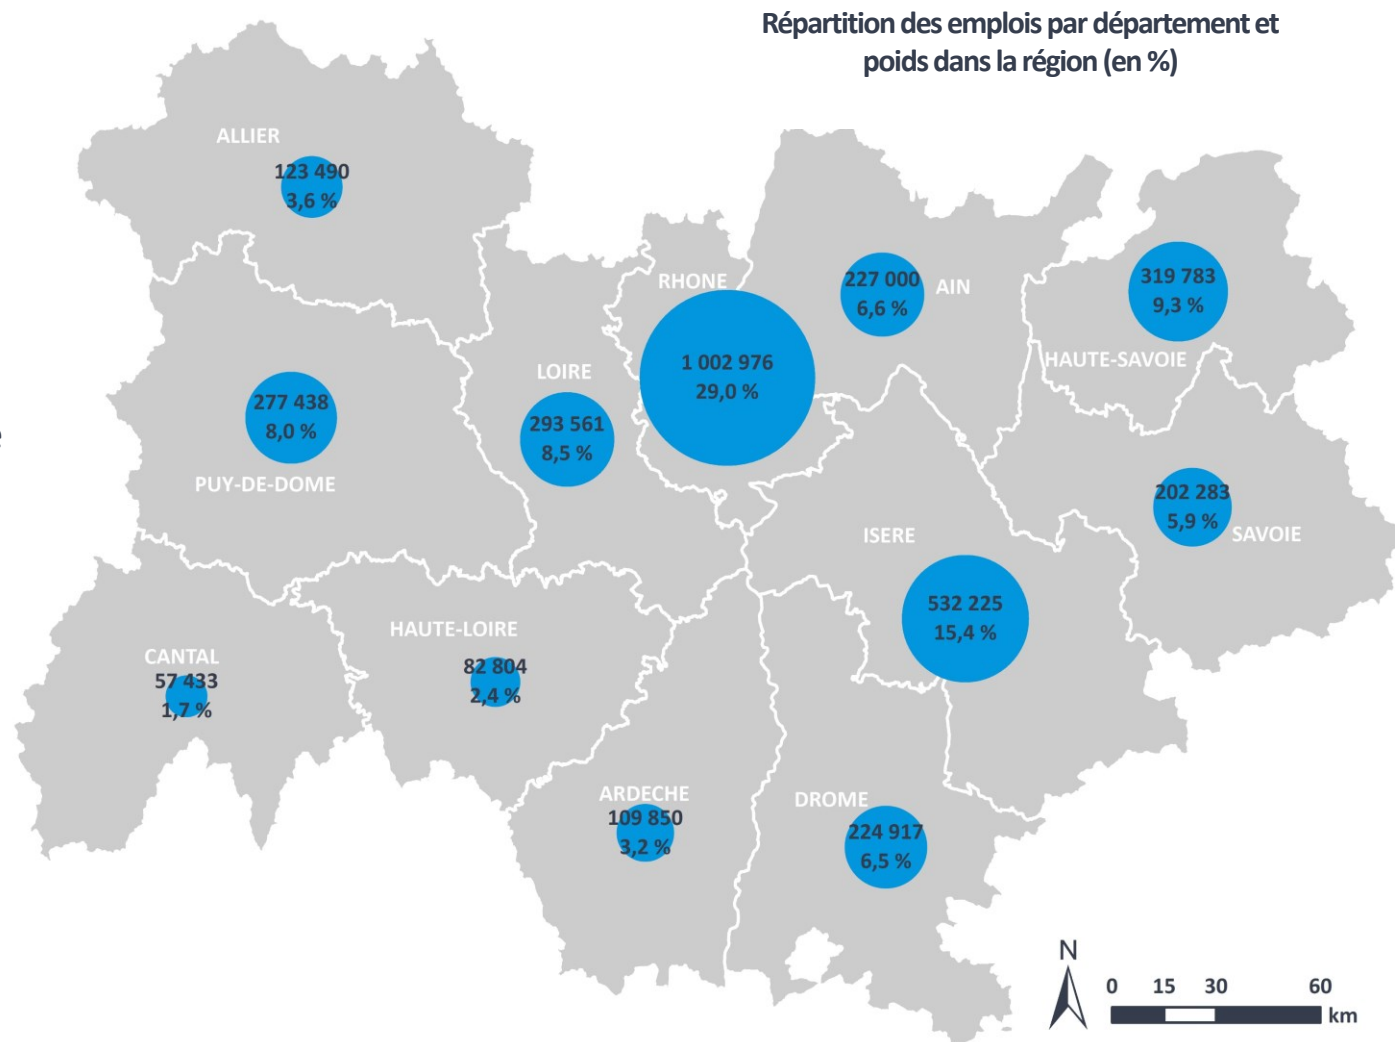 Répartition des emplois par département et
poids dans la région (en %)
ALLIER
123 490
3,6 %
RHONE
1 002 976
29,0 %
227 000
6,6 %
AIN
319 783
9,3 %
HAUTE-SAVOIE
LOIRE
293 561
8,5 %
277 438
8,0 %
PUY-DE-DOME
202 283
5,9 %
SAVOIE
ISERE
532 225
15,4 %
HAUTE-LOIRE
82 804
2,4 %
CANTAL
57 433
1,7 %
ARDECHE
109 850
3,2 %
DROME
224 917
6,5 %
N
0 15 30 60
km